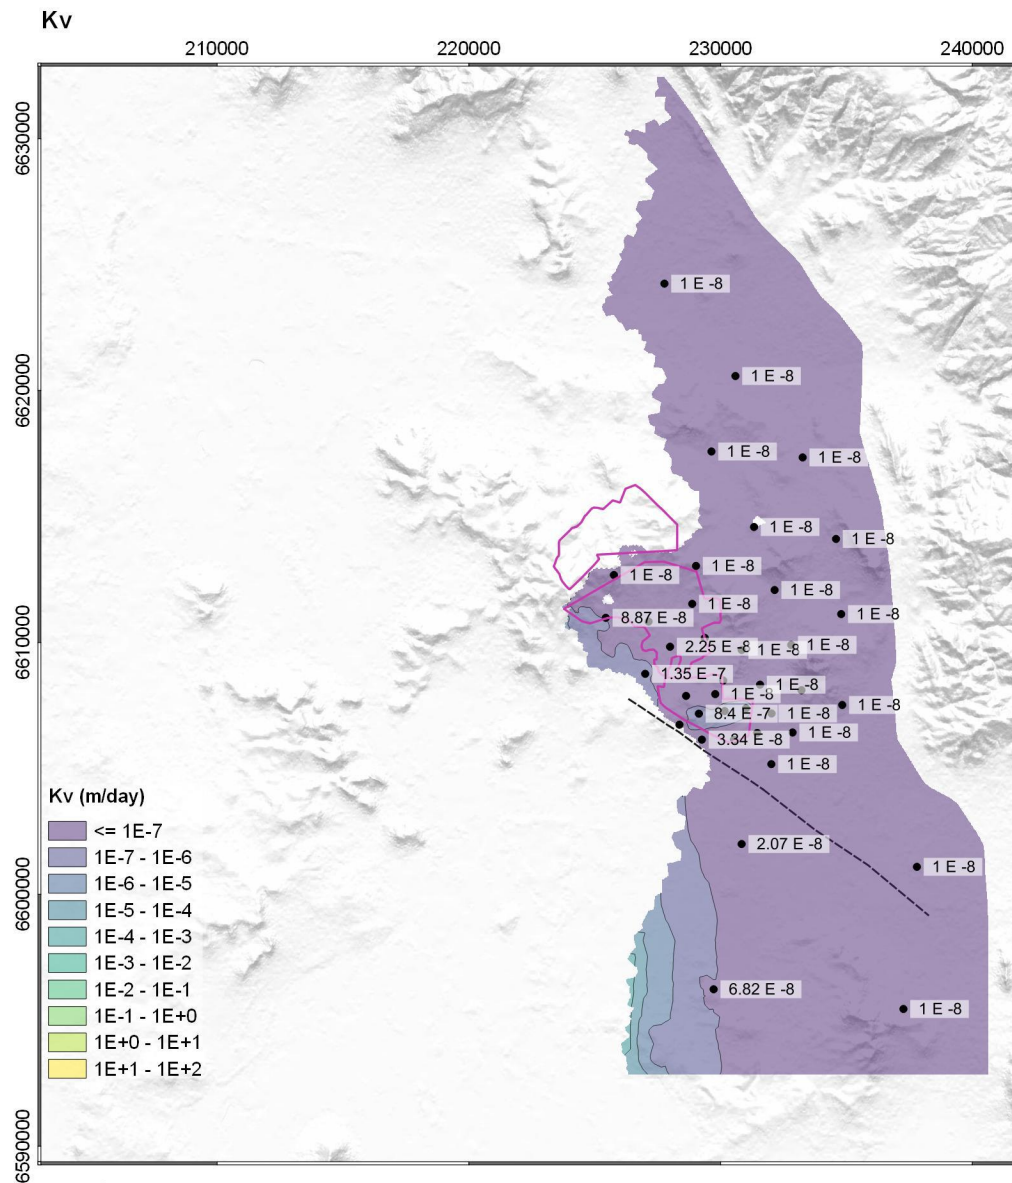 Kv
210000 220000 230000 240000
6630000
1 E -8
6620000
1 E -8
1 E -8
1 E -8
1 E -8
1 E -8
1 E -8
1 E -8
1 E -8
1 E -8
8.87 E -8
1 E -8
6610000
2.25 E -8
1 E -8
1 E -8
1.35 E -7
1 E -8
1 E -8
1 E -8
8.4 E -7
1 E -8
3.34 E -8
1 E -8
1 E -8
Kv (m/day)
<= 1E-7
1E-7 - 1E-6
1E-6 - 1E-5
1E-5 - 1E-4
1E-4 - 1E-3
1E-3 - 1E-2
1E-2 - 1E-1
1E-1 - 1E+0
1E+0 - 1E+1
1E+1 - 1E+2
2.07 E -8
1 E -8
6600000
6.82 E -8
1 E -8
6590000